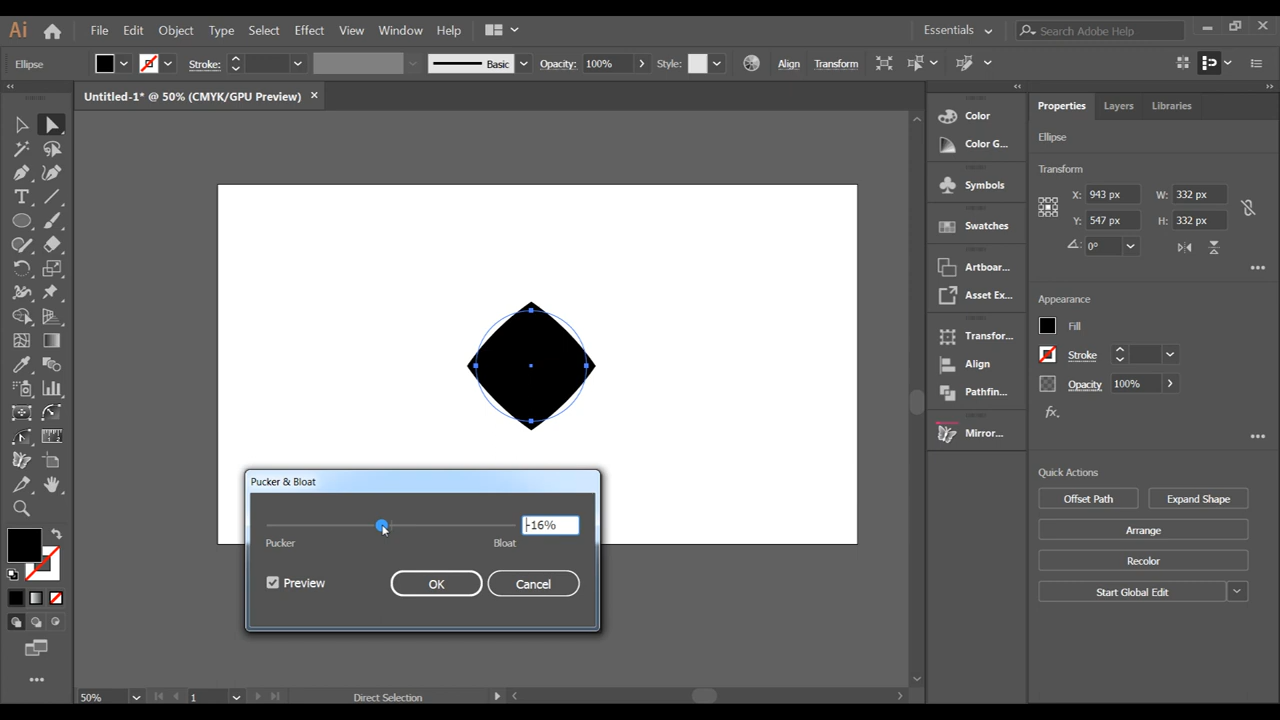 Ai File Edit Object Type Select Effect View Window Help Essentials Search Adobe Help
Ellipse Stroke: Basic Opacity: 100% Style: Align Transform
Untitled-1* @ 50% (CMYK/GPU Preview) ×
Properties Layers Libraries
Color
Color G...
Symbols
Swatches
Artboar...
Asset Ex...
Transfor...
Align
Pathfin...
Mirror...
Ellipse
Transform
X: 943 px W: 332 px
Y: 547 px H: 332 px
0°
Appearance
Fill
Stroke
Opacity 100%
fx.
Quick Actions
Offset Path Expand Shape
Arrange
Recolor
Start Global Edit
Pucker & Bloat
-16%
Pucker Bloat
Preview OK Cancel
50% 1 Direct Selection